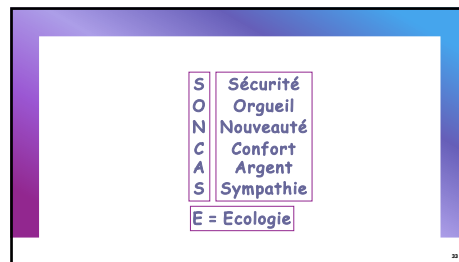 S Sécurité
O Orgueil
N Nouveauté
C Confort
A Argent
S Sympathie
E = Ecologie
33